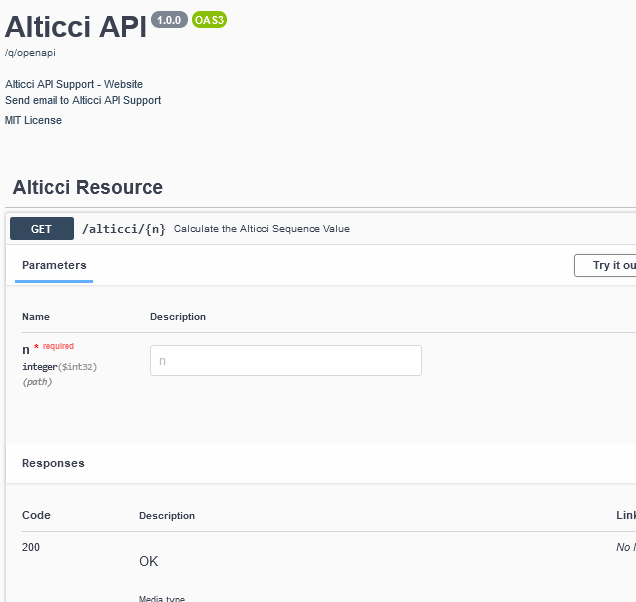 Alticci API 1.0.0 OAS3
/q/openapi
Alticci API Support - Website
Send email to Alticci API Support
MIT License
Alticci Resource
GET /alticci/{n} Calculate the Alticci Sequence Value
Parameters Try it ou
Name Description
n * required
n
integer($int32)
(path)
Responses
Code Description Link
200 No l
OK
Media type